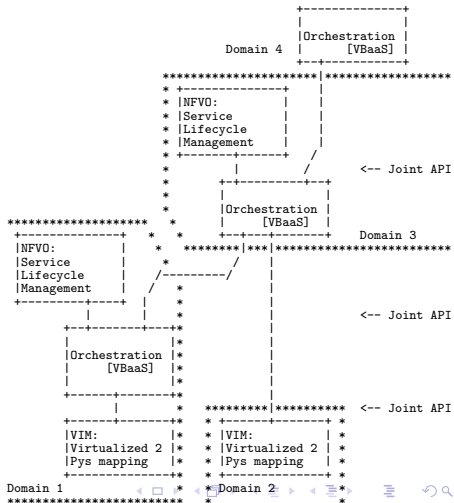 Orchestration
[VBaaS]
Domain 4
NFVO:
Service
Lifecycle
Management
<-- Joint API
Orchestration
[VBaaS]
Domain 3
NFVO:
Service
Lifecycle
Management
<-- Joint API
Orchestration
[VBaaS]
<-- Joint API
VIM:
Virtualized 2
Pys mapping
VIM:
Virtualized 2
Pys mapping
Domain 1
Domain 2